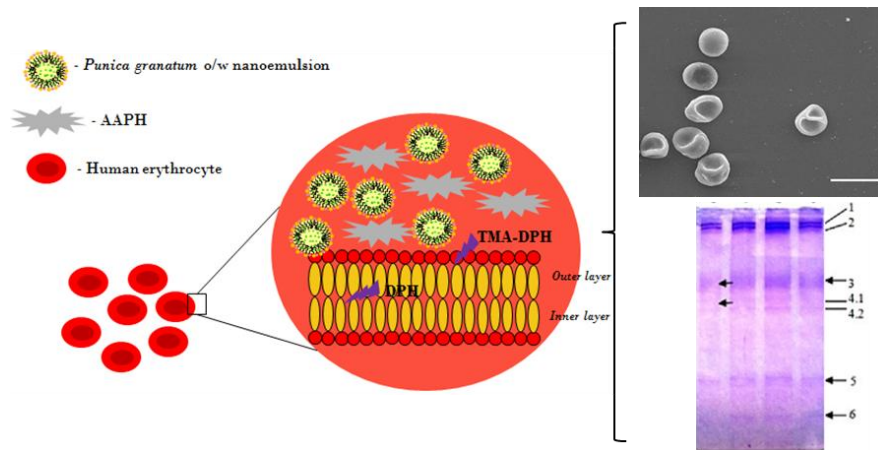 - Punica granatum o/w nanoemulsion
- AAPH
- Human erythrocyte
TMA-DPH
Outer layer
DPH
Inner layer
1
2
3
4.1
4.2
5
6